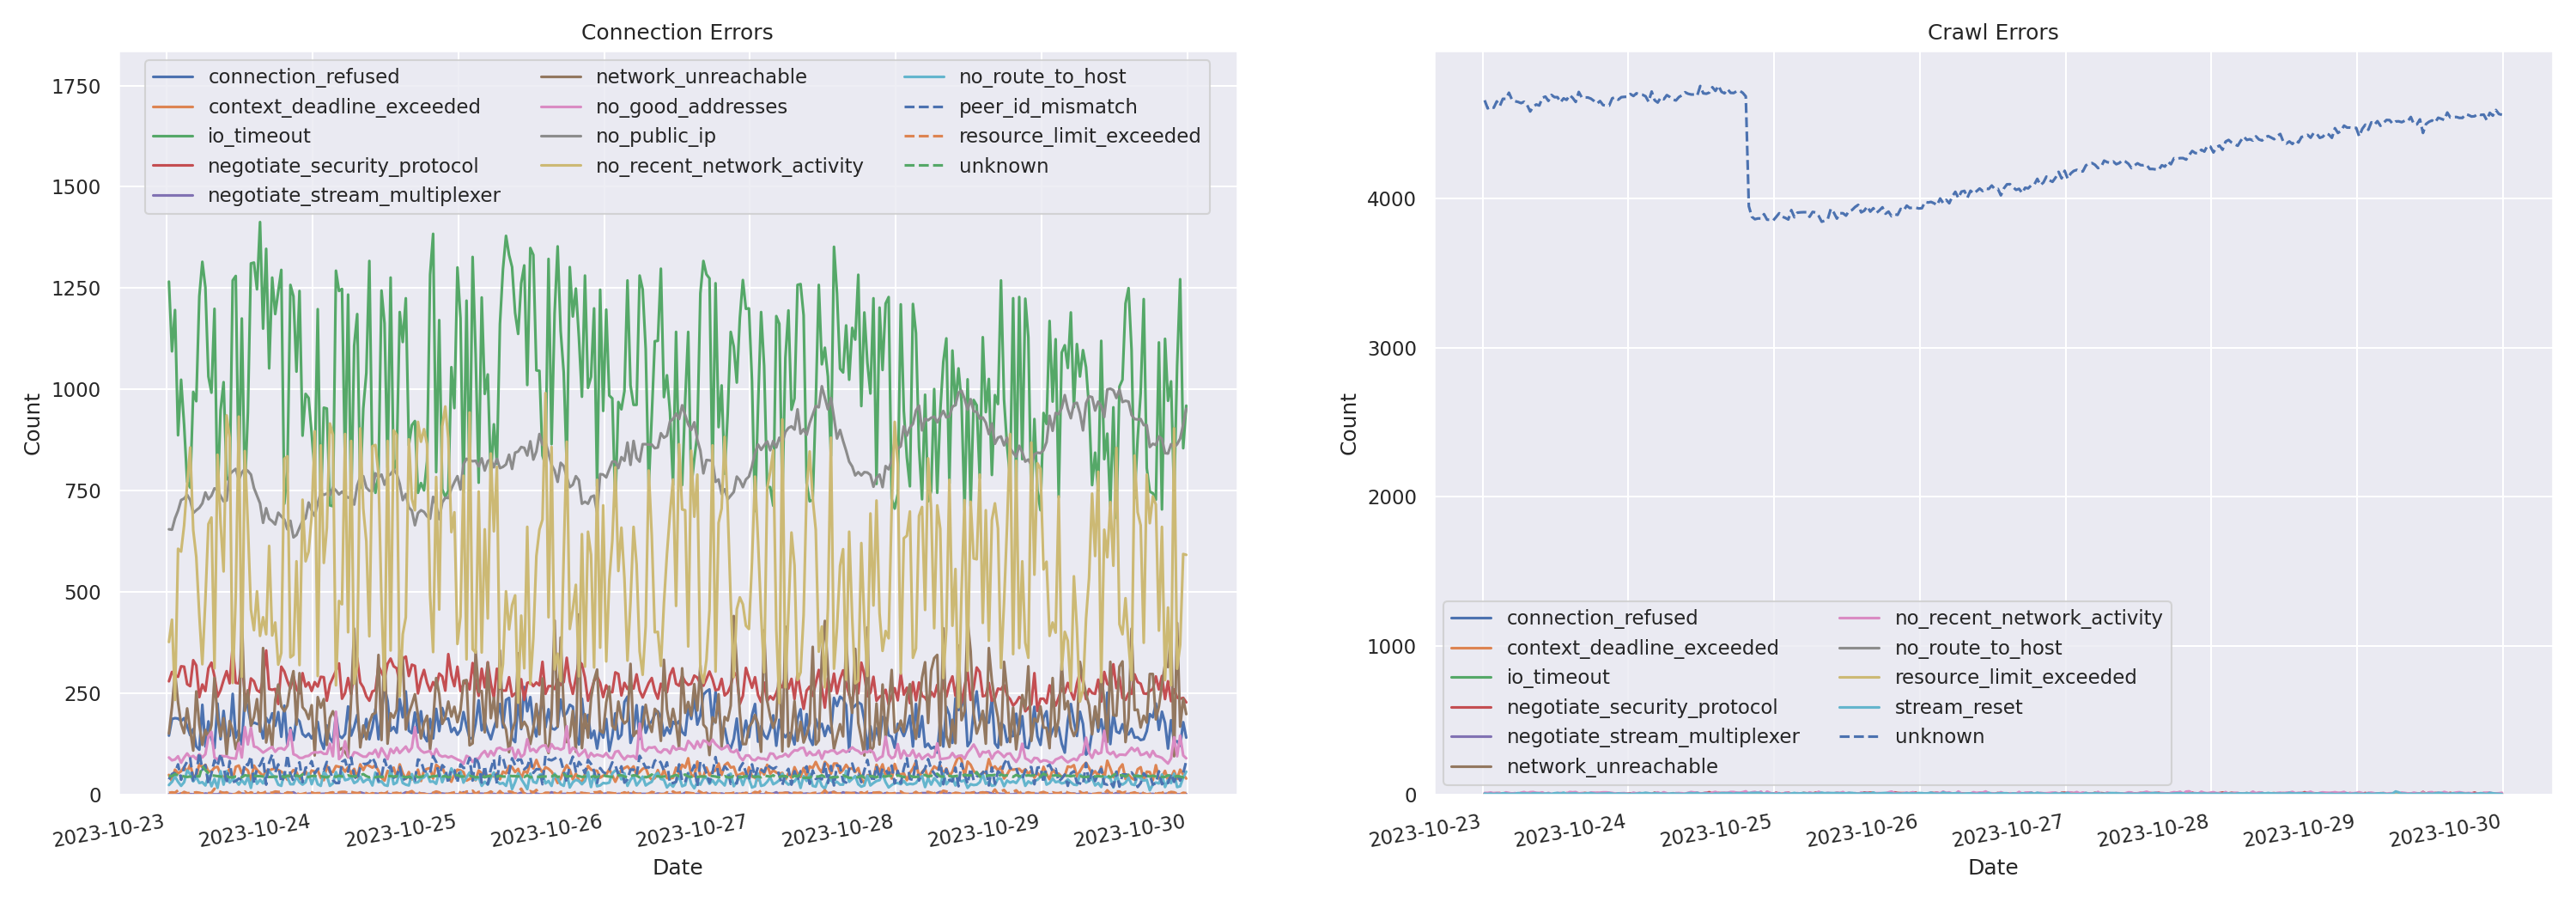 Connection Errors
Count
1750
1500
1250
1000
750
500
250
0
connection_refused
context_deadline_exceeded
io_timeout
negotiate_security_protocol
negotiate_stream_multiplexer
network_unreachable
no_good_addresses
no_public_ip
no_recent_network_activity
no_route_to_host
peer_id_mismatch
resource_limit_exceeded
unknown
2023-10-23
2023-10-24
2023-10-25
2023-10-26
2023-10-27
2023-10-28
2023-10-29
2023-10-30
Date
Crawl Errors
Count
4000
3000
2000
1000
0
connection_refused
context_deadline_exceeded
io_timeout
negotiate_security_protocol
negotiate_stream_multiplexer
network_unreachable
no_recent_network_activity
no_route_to_host
resource_limit_exceeded
stream_reset
unknown
2023-10-23
2023-10-24
2023-10-25
2023-10-26
2023-10-27
2023-10-28
2023-10-29
2023-10-30
Date